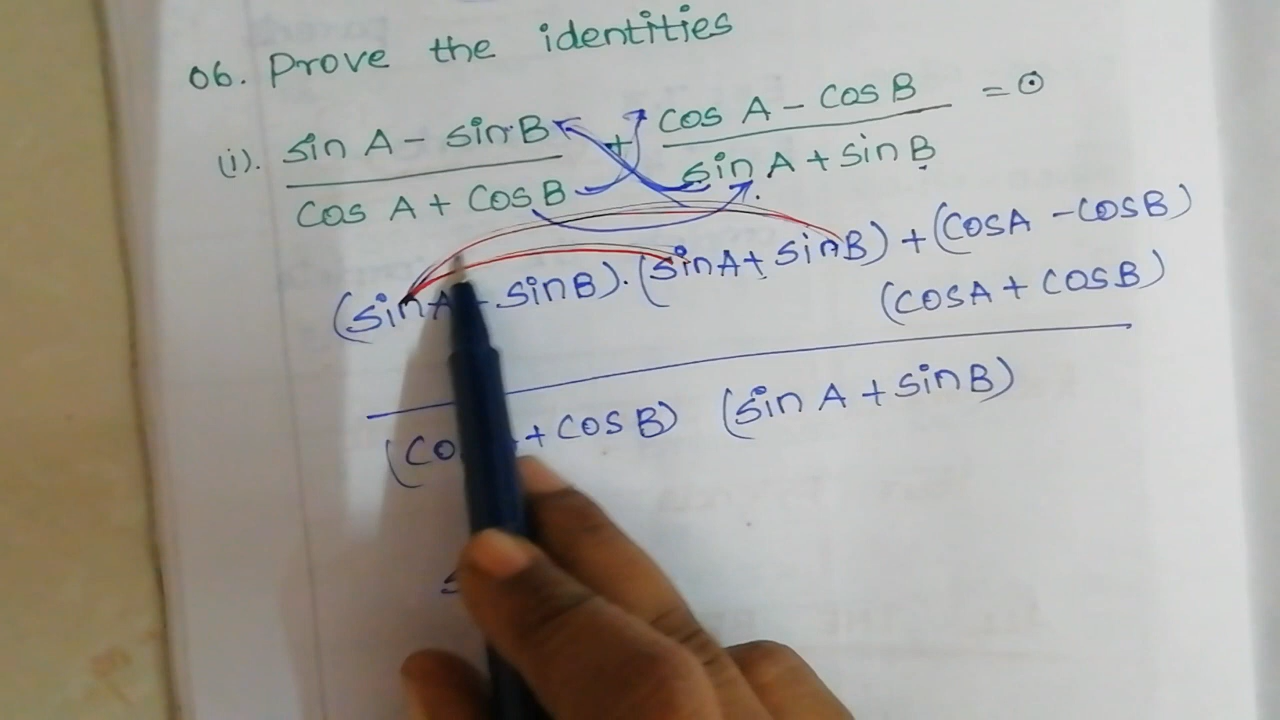 06. Prove the identities
(i). sin A - sin B / cos A + cos B + cos A - cos B / sin A + sin B = 0
(sin A - sin B). (sin A + sin B) + (cos A - cos B)
(cos A + cos B)
+ cos B) (sin A + sin B)